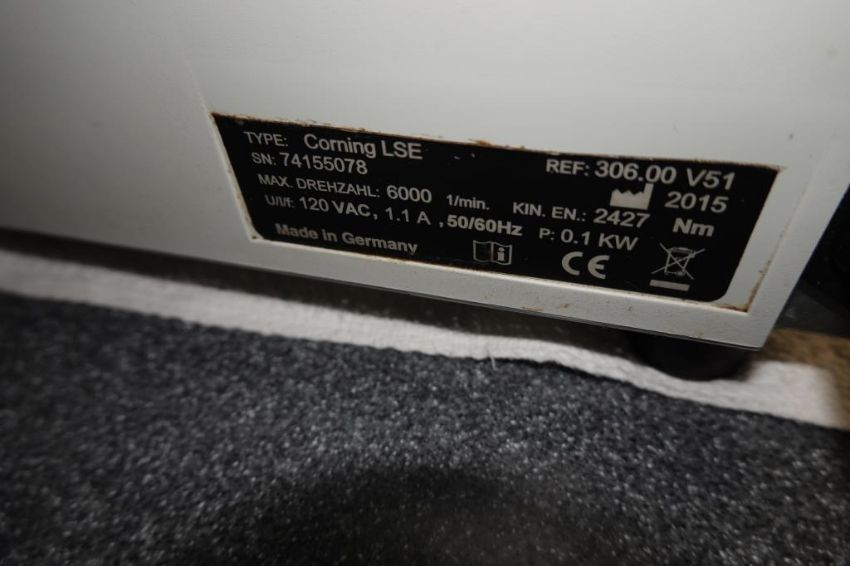 TYPE: Corning LSE
SN: 74155078
REF: 306.00 V51
2015
MAX. DREHZAHL: 6000 1/min. KIN. EN.: 2427 Nm
U/I/f: 120 VAC, 1.1 A , 50/60Hz P: 0.1 KW
Made in Germany
i
CE